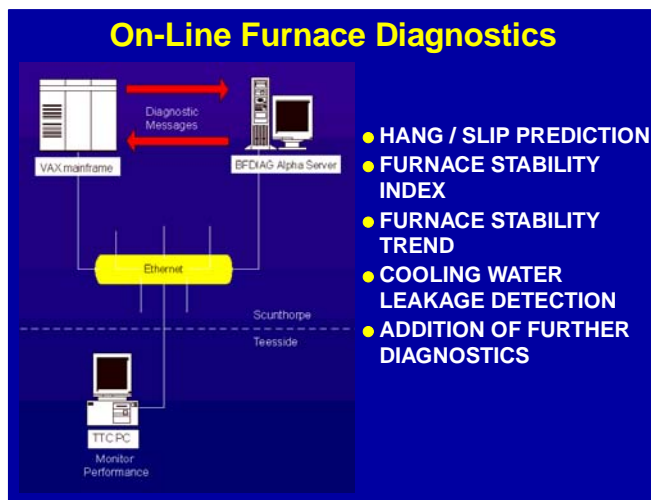 On-Line Furnace Diagnostics
Diagnostic
Messages
VAX mainframe
BFDIAG Alpha Server
Ethernet
Scunthorpe
Teesside
TTC PC
Monitor
Performance
● HANG / SLIP PREDICTION
● FURNACE STABILITY
INDEX
● FURNACE STABILITY
TREND
● COOLING WATER
LEAKAGE DETECTION
● ADDITION OF FURTHER
DIAGNOSTICS